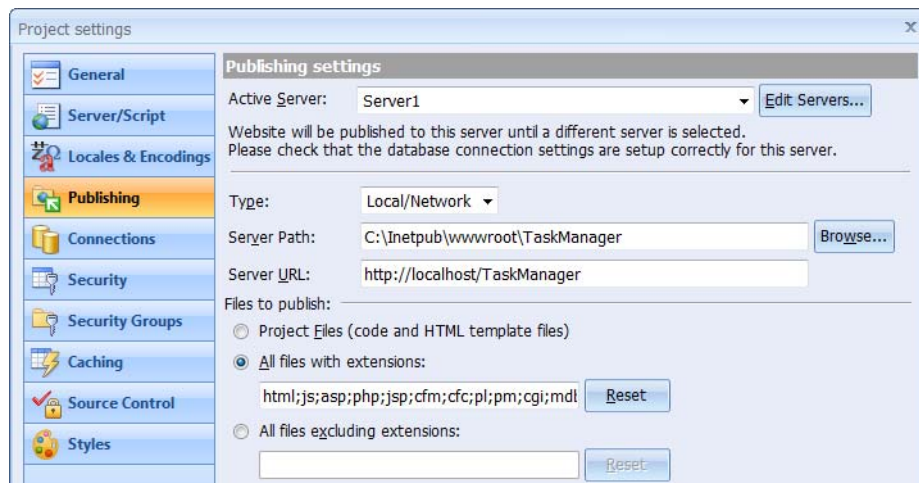 Project settings
x
General
Server/Script
Locales & Encodings
Publishing
Connections
Security
Security Groups
Caching
Source Control
Styles
Publishing settings
Active Server: Server1 Edit Servers...
Website will be published to this server until a different server is selected.
Please check that the database connection settings are setup correctly for this server.
Type: Local/Network
Server Path: C:\Inetpub\wwwroot\TaskManager Browse...
Server URL: http://localhost/TaskManager
Files to publish:
Project Files (code and HTML template files)
All files with extensions:
html;js;asp;php;jsp;cfm;cfc;pl;pm;cgi;mdb Reset
All files excluding extensions:
Reset